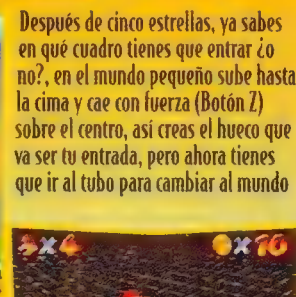 Después de cinco estrellas, ya sabes
en qué cuadro tienes que entrar ¿o
no?, en el mundo pequeño sube hasta
la cima y cae con fuerza (Botón Z)
sobre el centro, así creas el hueco que
va ser tu entrada, pero ahora tienes
que ir al tubo para cambiar al mundo